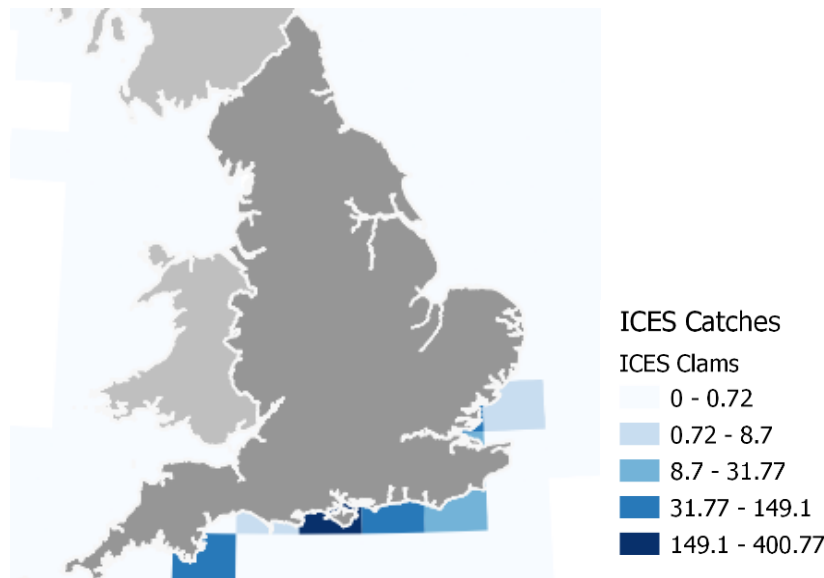 ICES Catches
ICES Clams
0 - 0.72
0.72 - 8.7
8.7 - 31.77
31.77 - 149.1
149.1 - 400.77